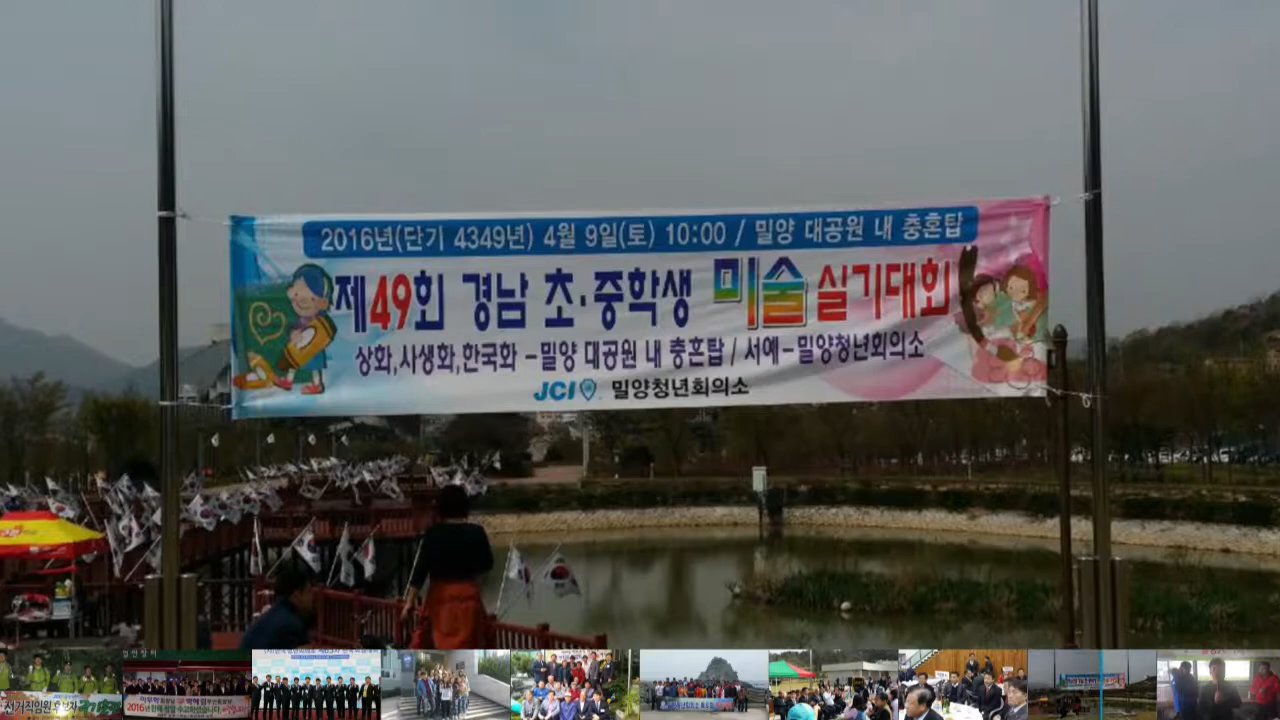 2016년(단기 4349년) 4월 9일(토) 10:00 / 밀양 대공원 내 충혼탑
제49회 경남 초·중학생 미술 실기대회
상화,사생화,한국화 -밀양 대공원 내 충혼탑 / 서예-밀양청년회의소
JCI 밀양청년회의소